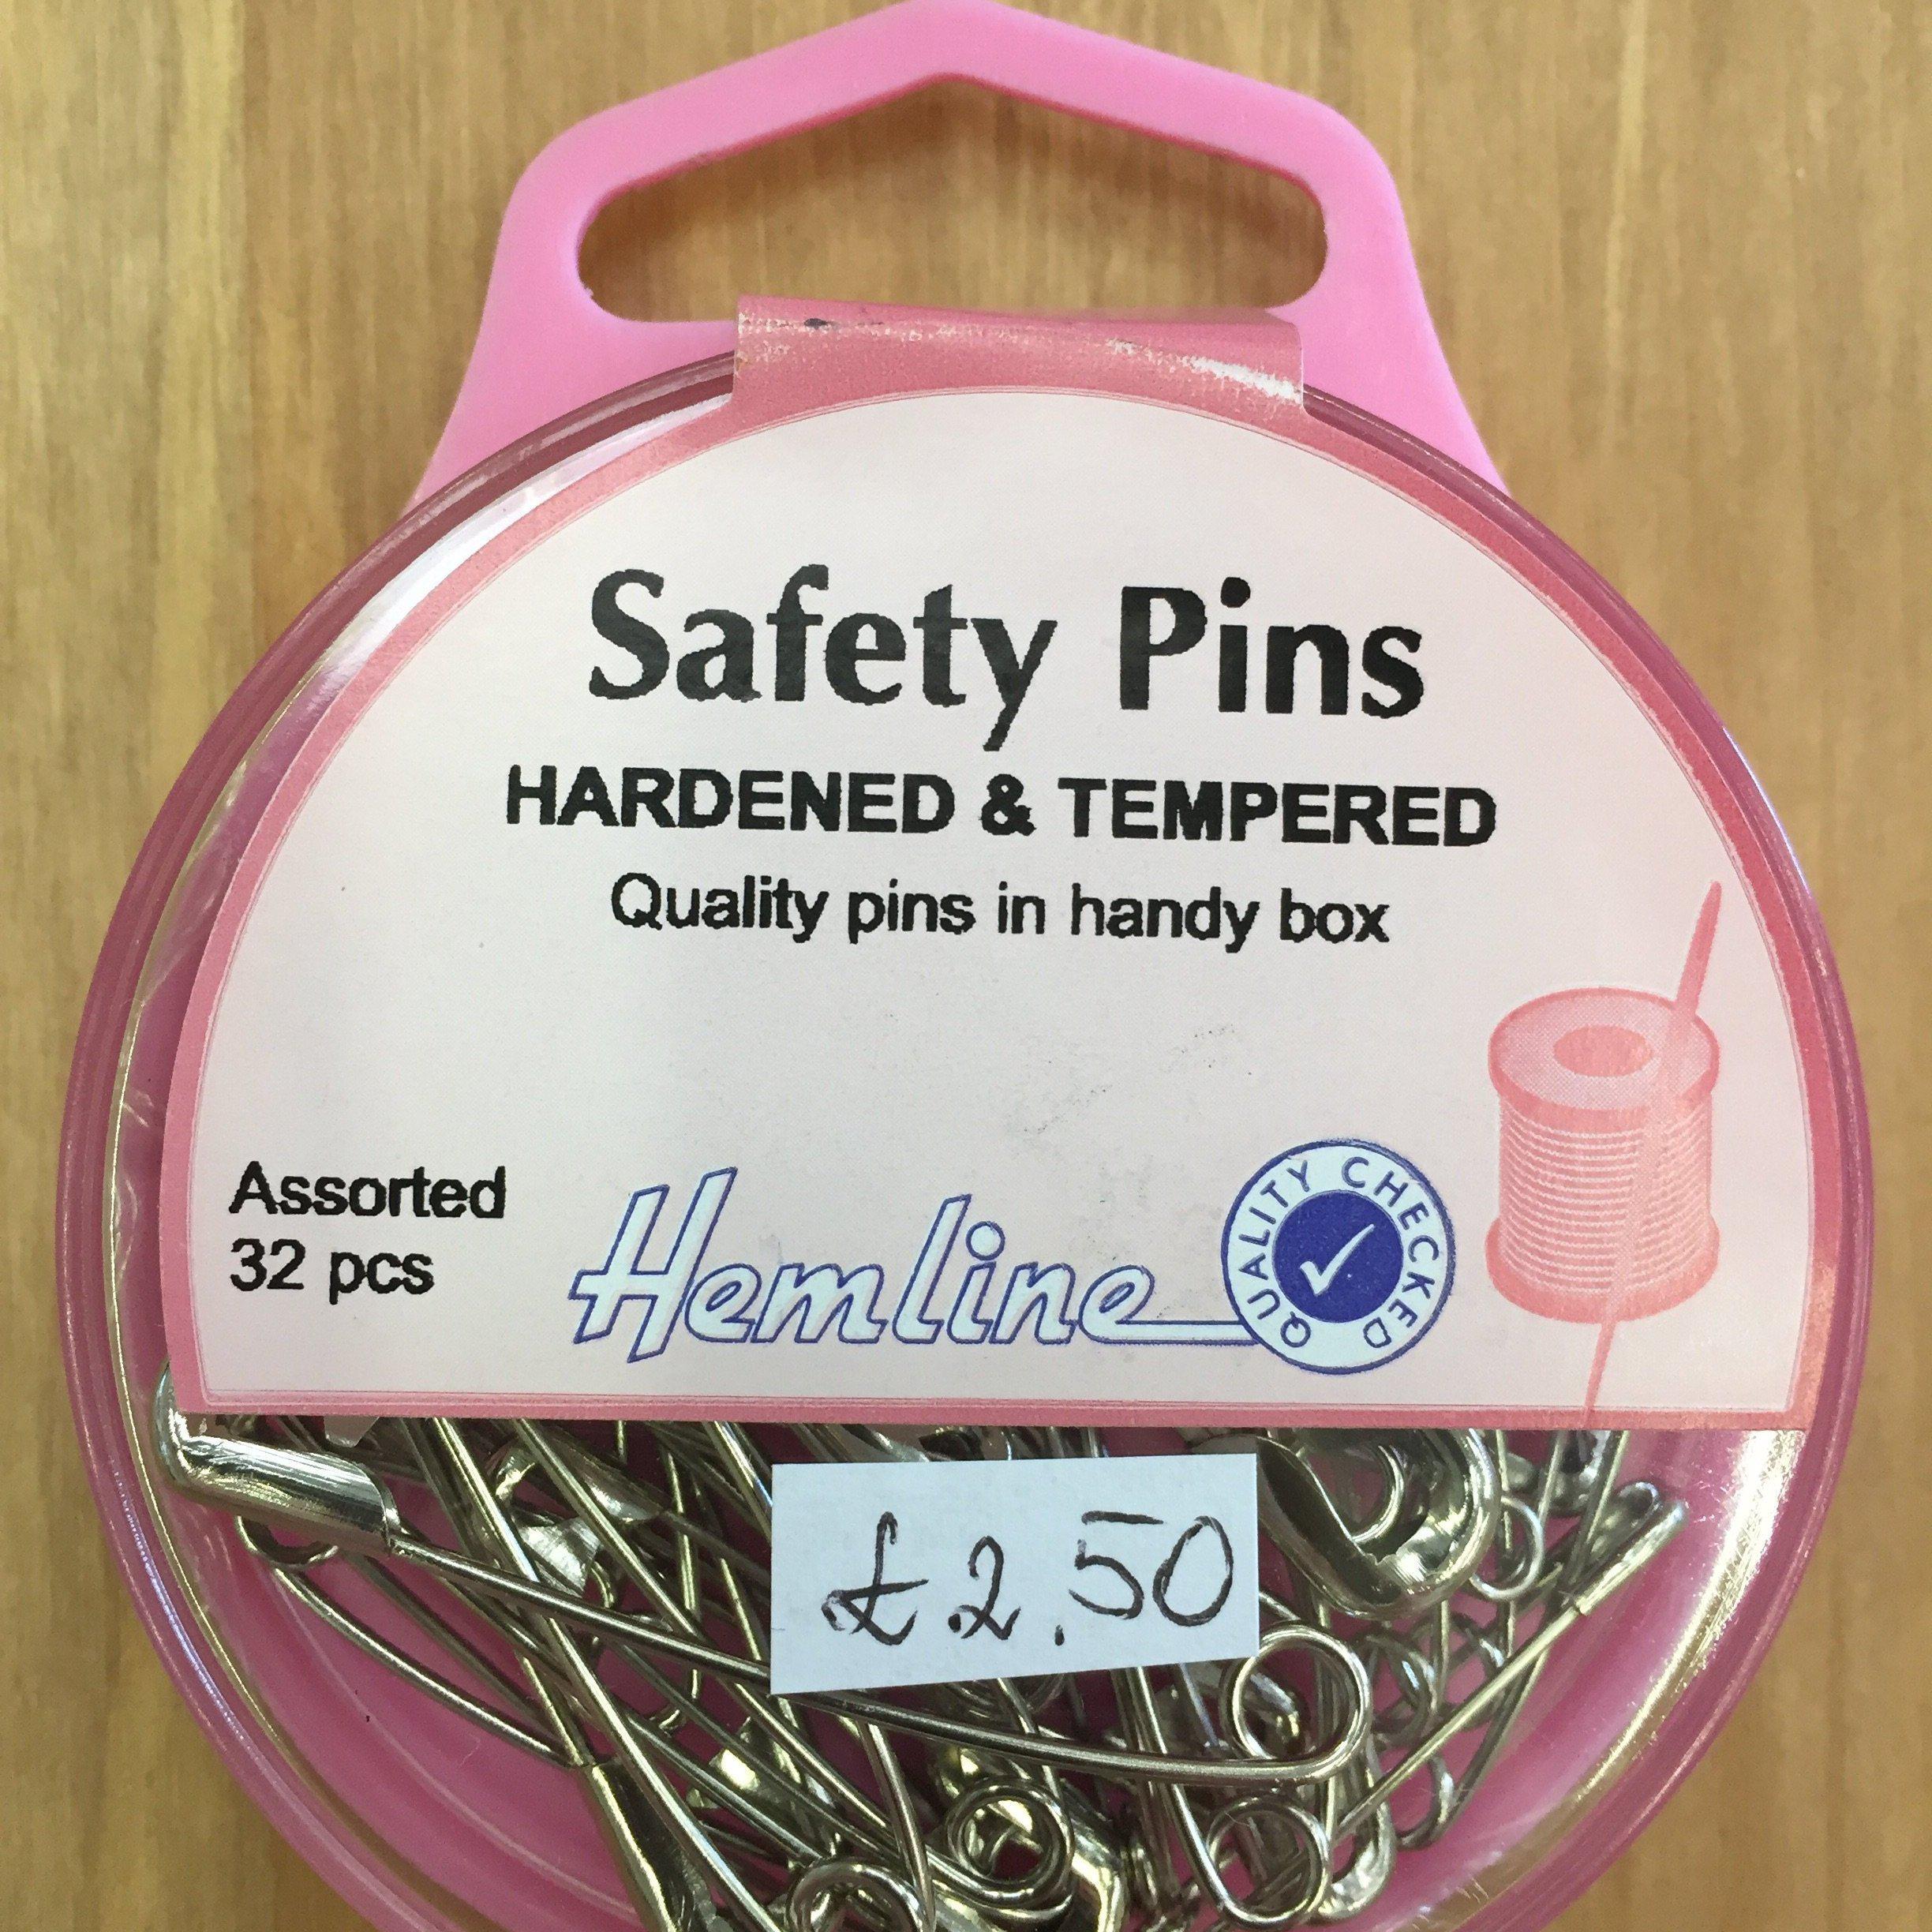 Safety Pins
HARDENED & TEMPERED
Quality pins in handy box
Assorted
32 pcs
Hemline
QUALITY CHECKED
£2.50